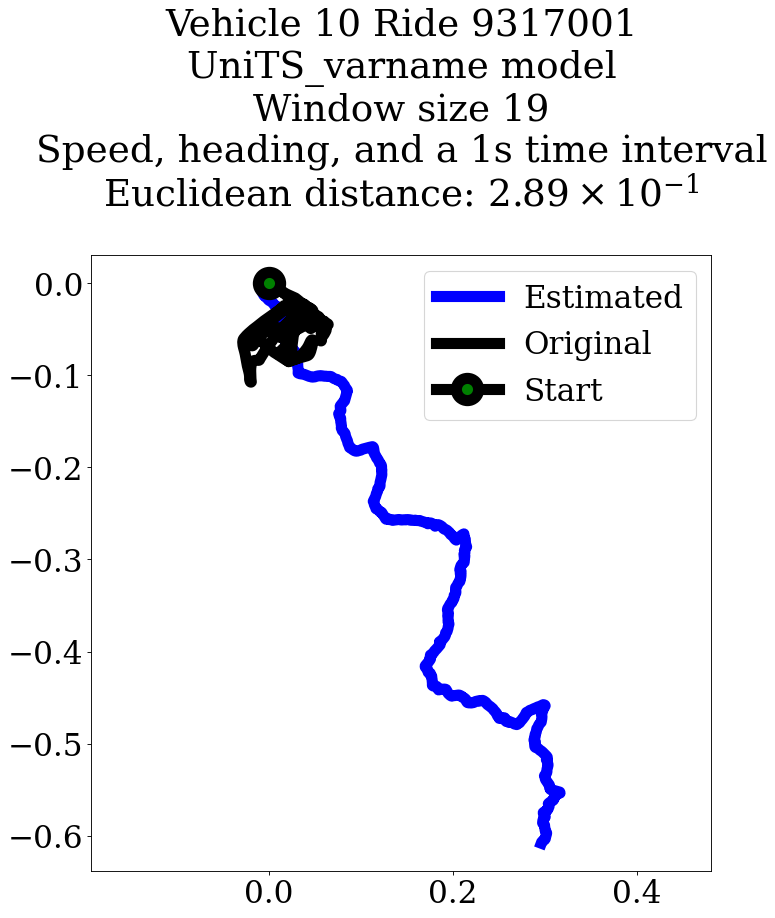 Vehicle 10 Ride 9317001
UniTS_varname model
Window size 19
Speed, heading, and a 1s time interval
Euclidean distance: 2.89 × 10⁻¹
Estimated
Original
Start
0.0
−0.1
−0.2
−0.3
−0.4
−0.5
−0.6
0.0 0.2 0.4